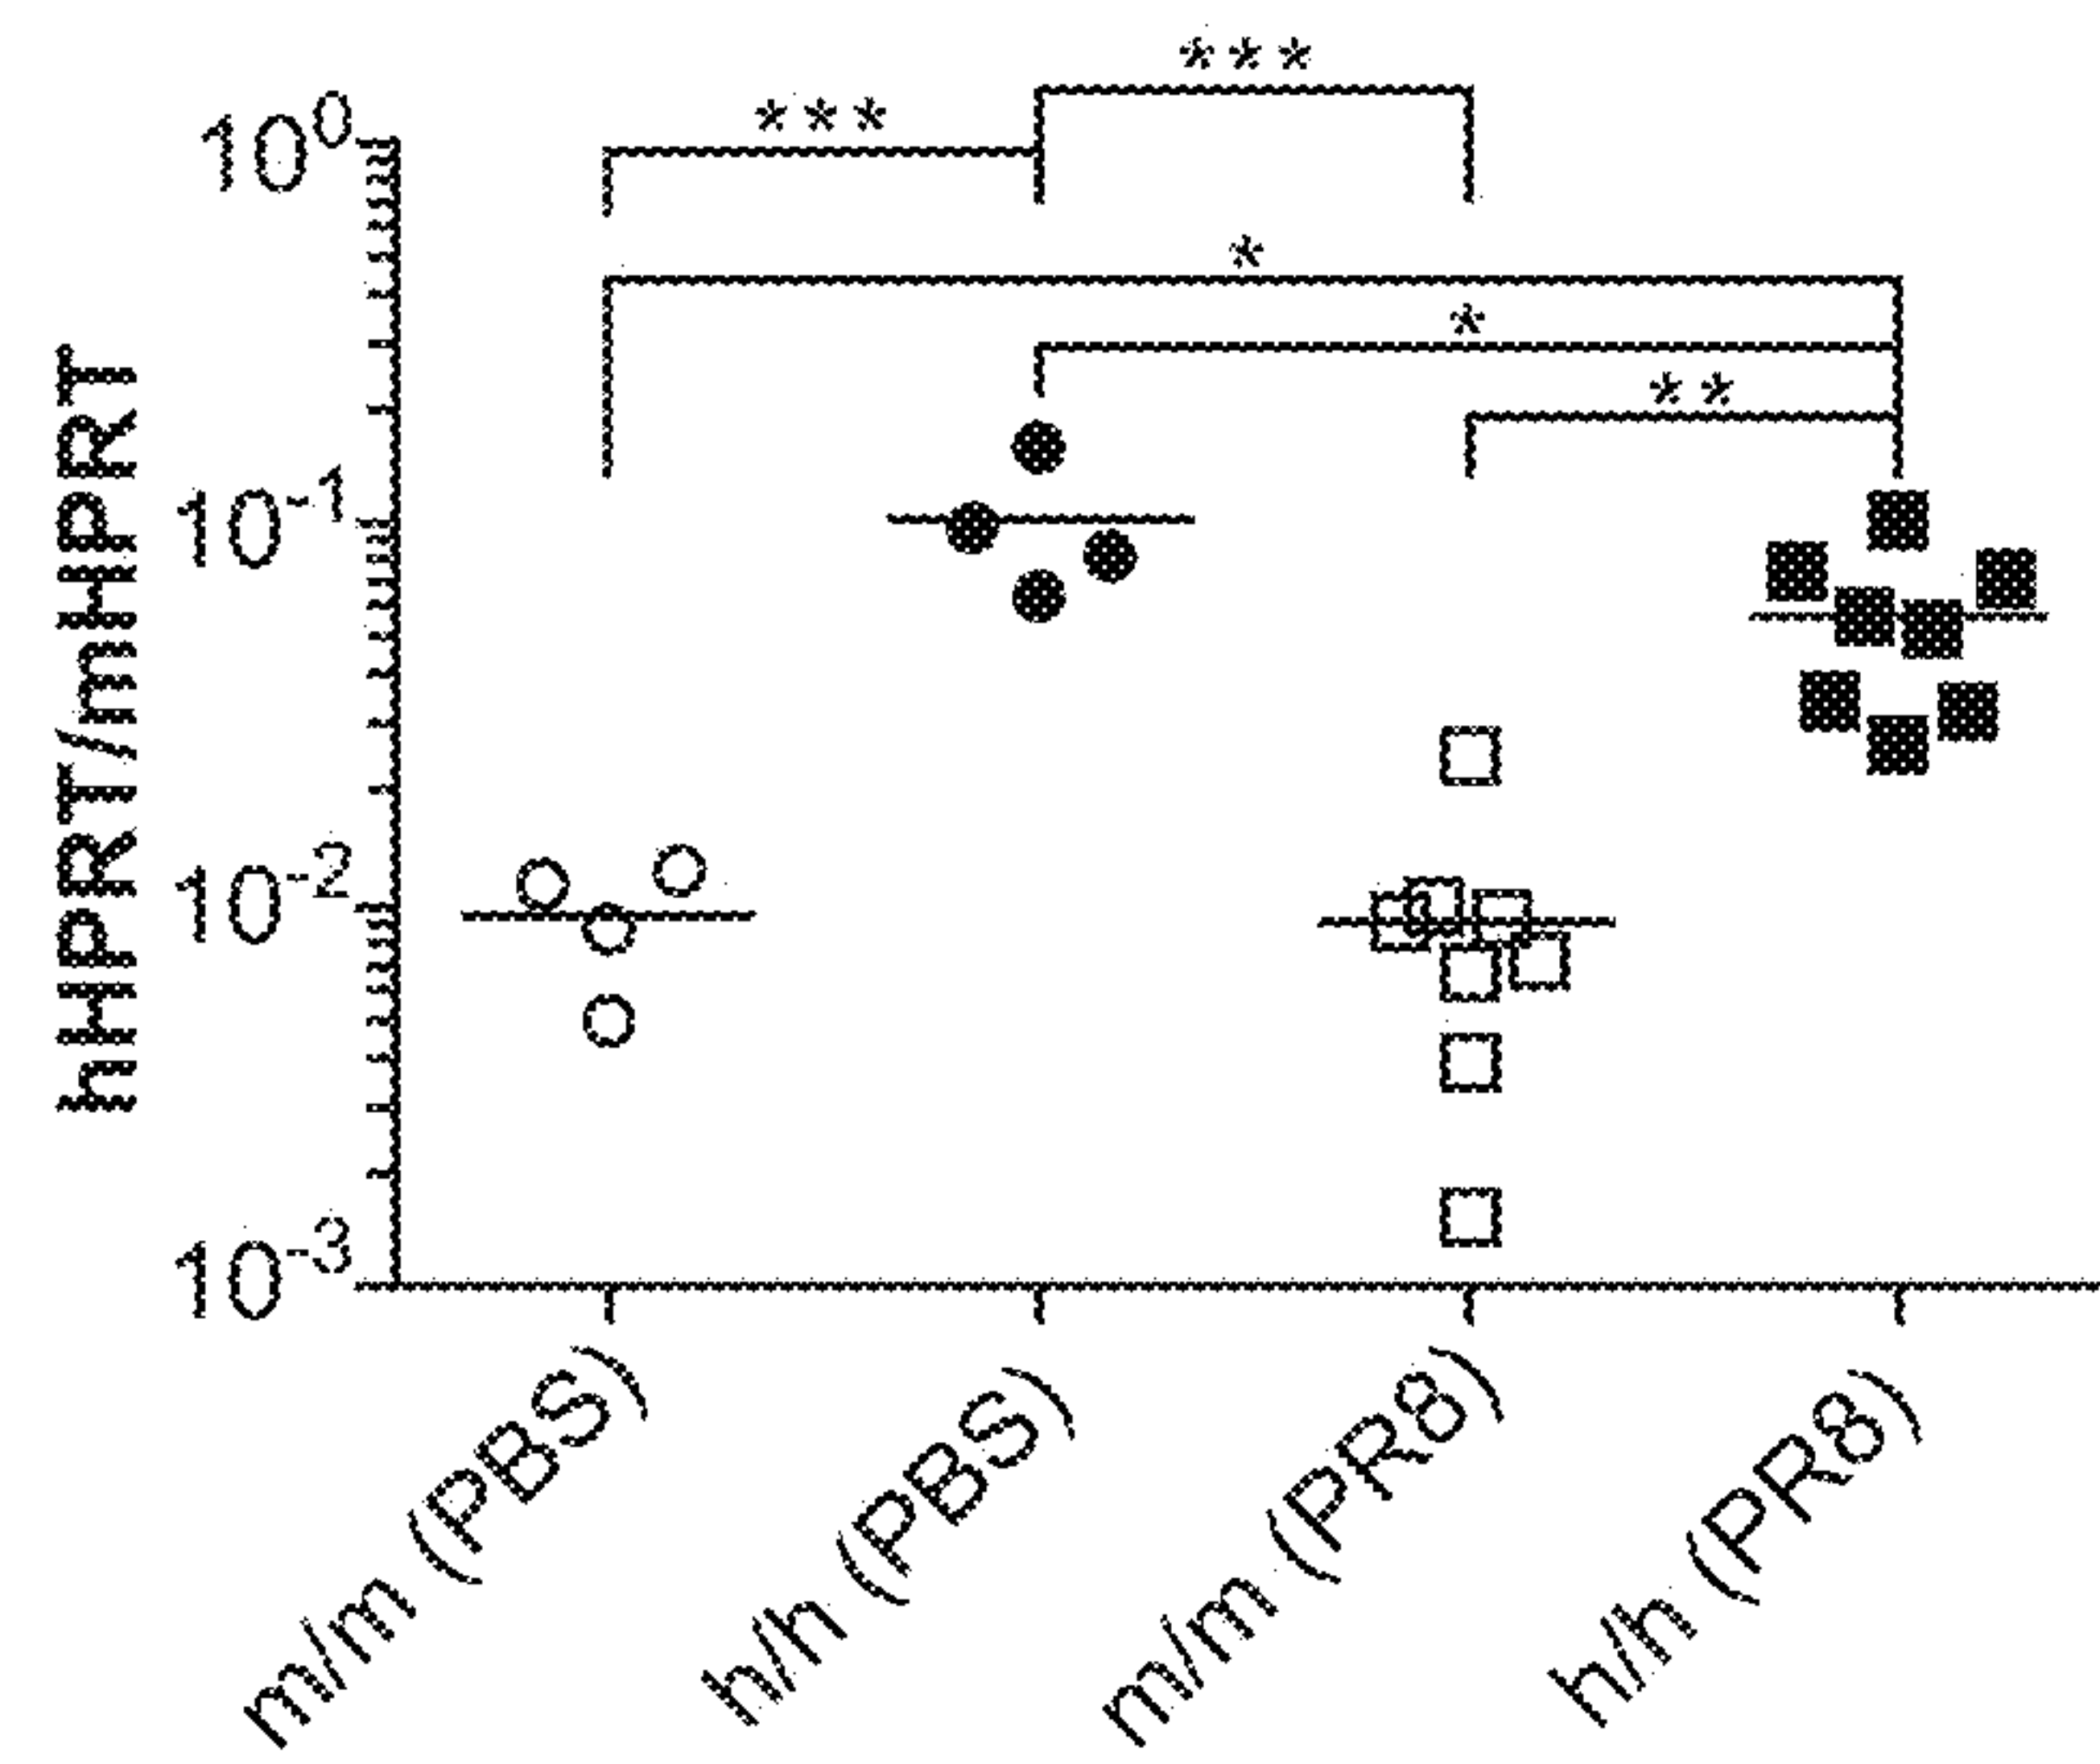 ***
***
10⁰
*
*
**
hHPRT/mHPRT
10⁻¹
10⁻²
10⁻³
m/m (PBS)
h/h (PBS)
m/m (PR8)
h/h (PR8)